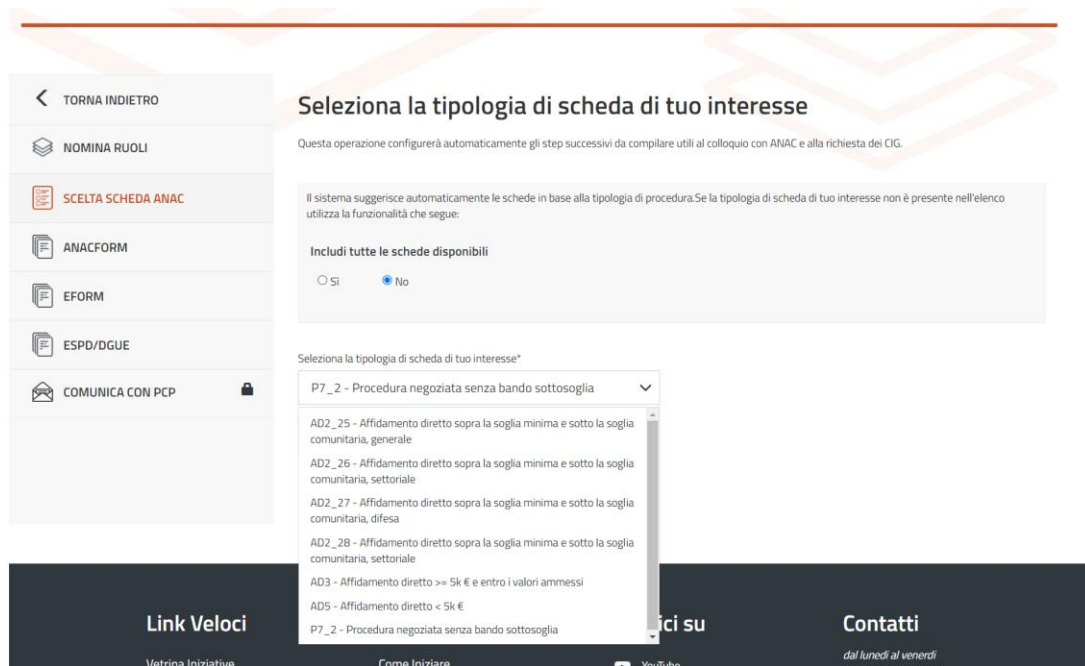 TORNA INDIETRO
NOMINA RUOLI
SCELTA SCHEDA ANAC
ANACFORM
EFORM
ESPD/DGUE
COMUNICA CON PCP
Seleziona la tipologia di scheda di tuo interesse
Questa operazione configurerà automaticamente gli step successivi da compilare utili al colloquio con ANAC e alla richiesta dei CIG.
Il sistema suggerisce automaticamente le schede in base alla tipologia di procedura.Se la tipologia di scheda di tuo interesse non è presente nell'elenco
utilizza la funzionalità che segue:
Includi tutte le schede disponibili
Sì No
Seleziona la tipologia di scheda di tuo interesse*
P7_2 - Procedura negoziata senza bando sottosoglia
AD2_25 - Affidamento diretto sopra la soglia minima e sotto la soglia
comunitaria, generale
AD2_26 - Affidamento diretto sopra la soglia minima e sotto la soglia
comunitaria, settoriale
AD2_27 - Affidamento diretto sopra la soglia minima e sotto la soglia
comunitaria, difesa
AD2_28 - Affidamento diretto sopra la soglia minima e sotto la soglia
comunitaria, settoriale
AD3 - Affidamento diretto >= 5k € e entro i valori ammessi
AD5 - Affidamento diretto < 5k €
P7_2 - Procedura negoziata senza bando sottosoglia
Link Veloci
ici su
Contatti
Vetrina Iniziative
Come Iniziare
YouTube
dal lunedì al venerdì